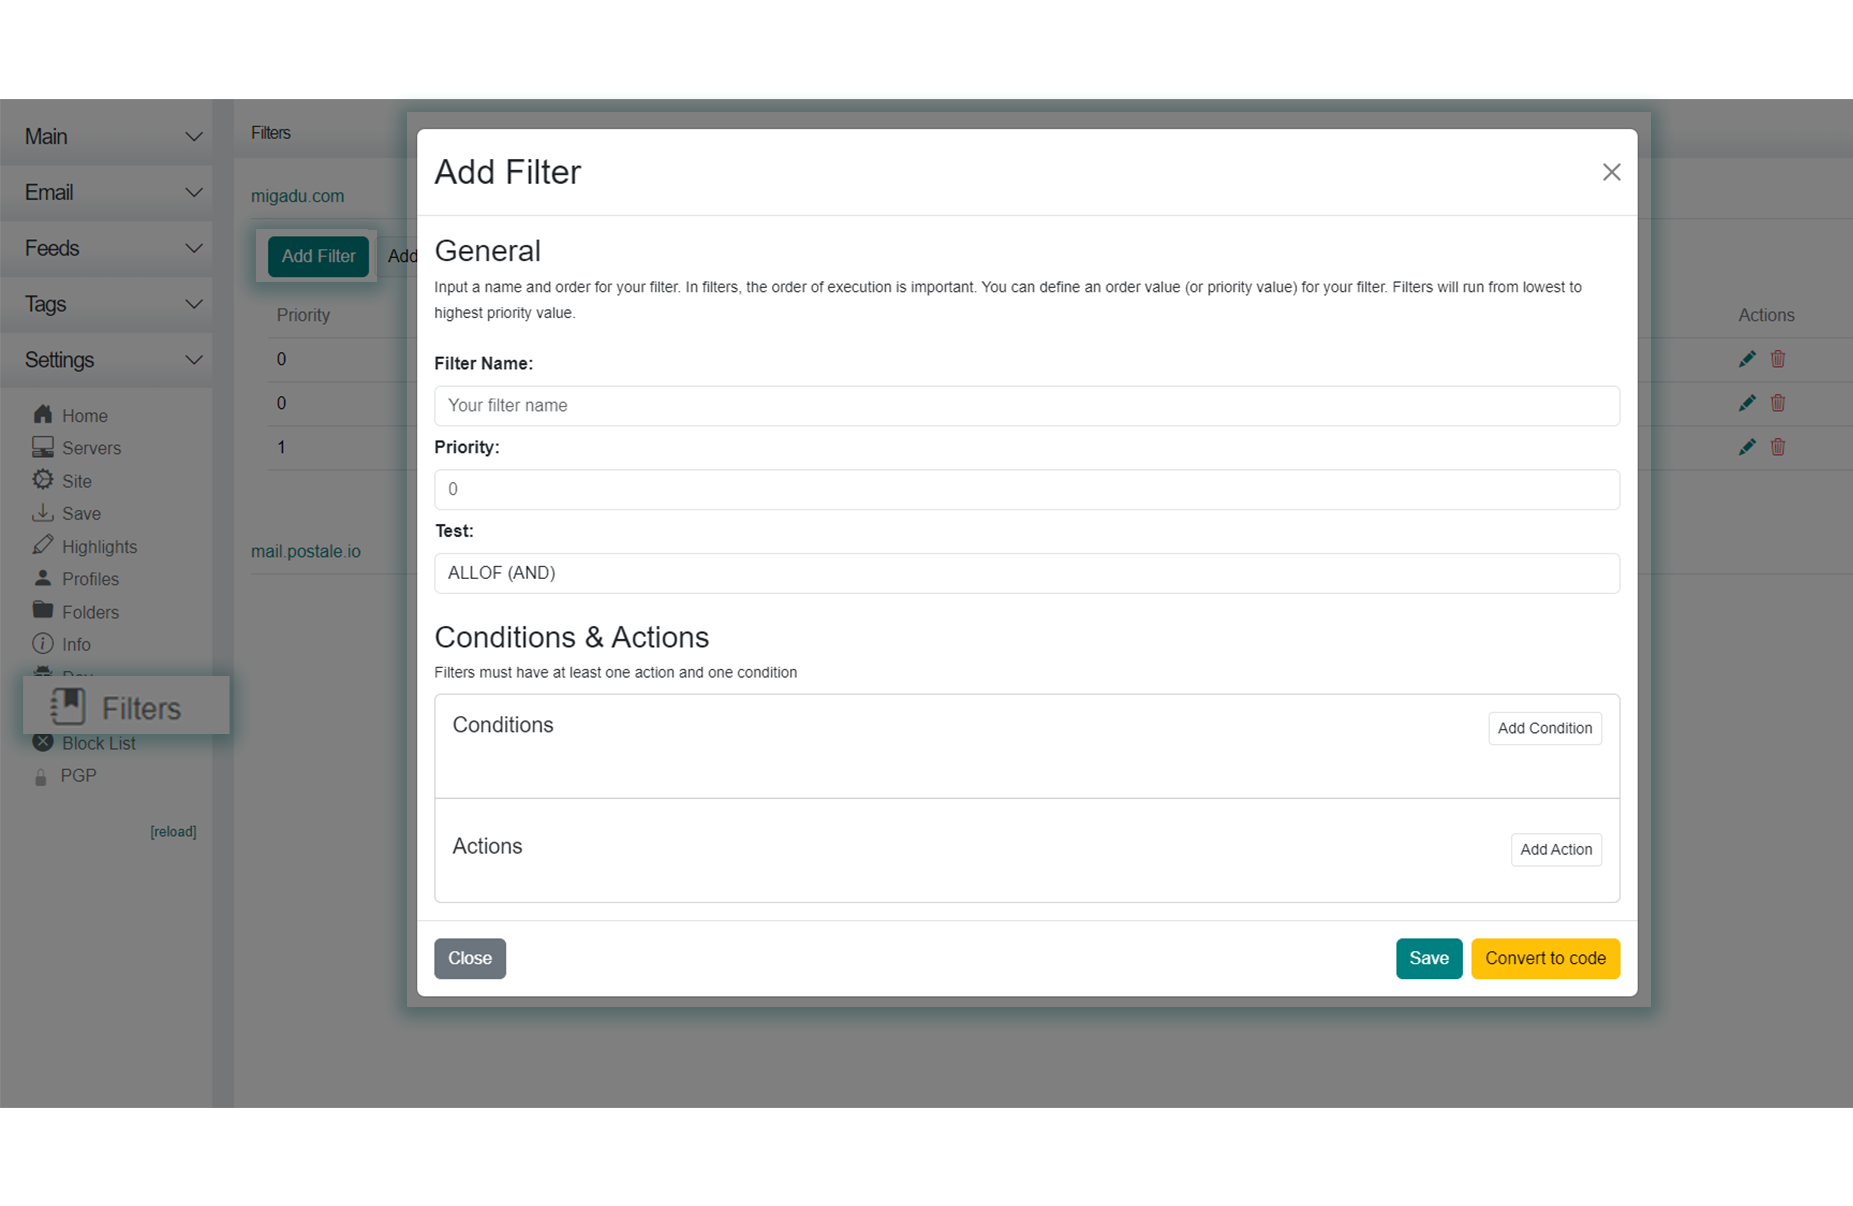 Main
Email
Feeds
Tags
Settings
Home
Servers
Site
Save
Highlights
Profiles
Folders
Info
Filters
Block List
PGP
[reload]
Filters
migadu.com
Add Filter Add
Priority Actions
0
0
1
mail.postale.io
Add Filter
General
Input a name and order for your filter. In filters, the order of execution is important. You can define an order value (or priority value) for your filter. Filters will run from lowest to
highest priority value.
Filter Name:
Your filter name
Priority:
0
Test:
ALLOF (AND)
Conditions & Actions
Filters must have at least one action and one condition
Conditions Add Condition
Actions Add Action
Close Save Convert to code